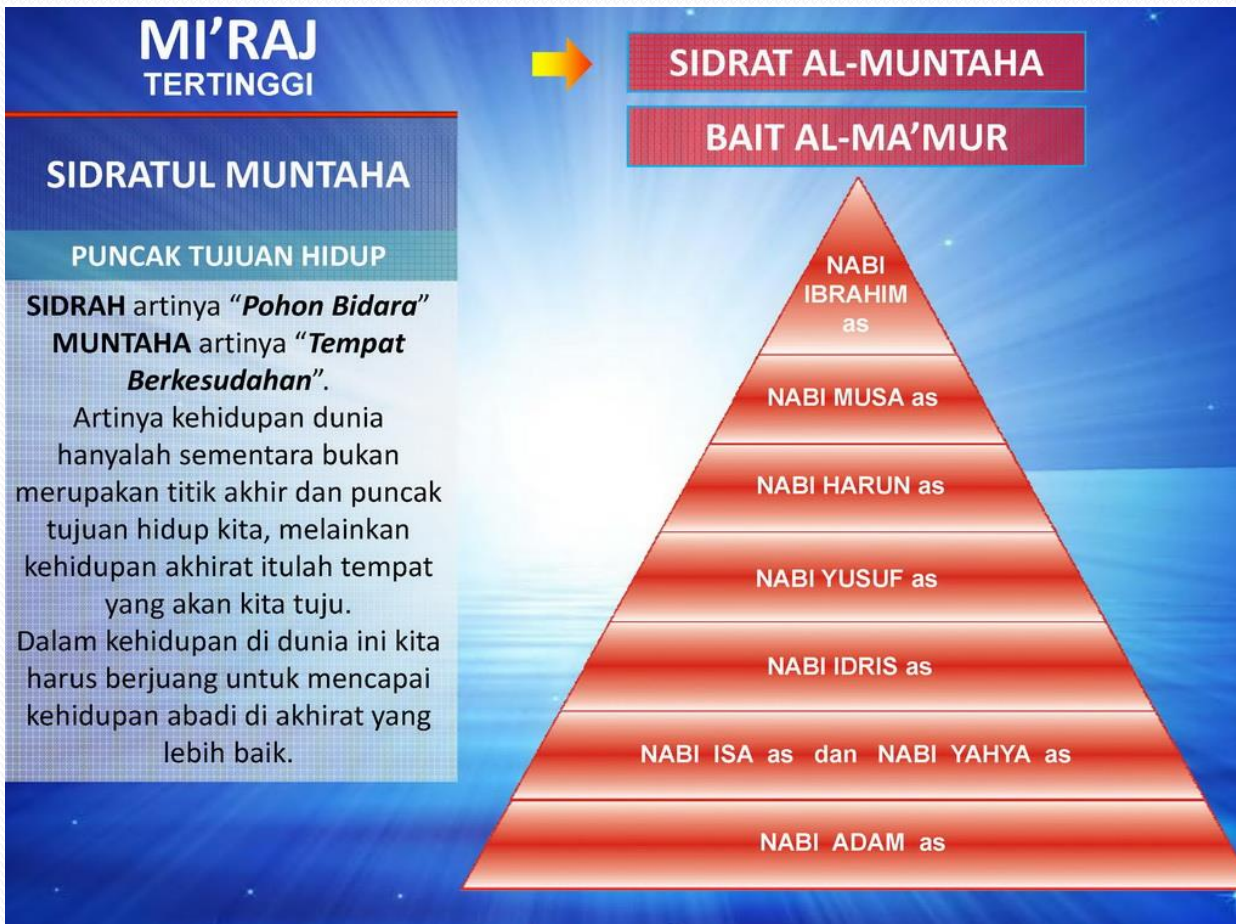 MI'RAJ
TERTINGGI
SIDRATUL MUNTAHA
PUNCAK TUJUAN HIDUP
SIDRAH artinya “Pohon Bidara”
MUNTAHA artinya “Tempat
Berkesudahan”.
Artinya kehidupan dunia
hanyalah sementara bukan
merupakan titik akhir dan puncak
tujuan hidup kita, melainkan
kehidupan akhirat itulah tempat
yang akan kita tuju.
Dalam kehidupan di dunia ini kita
harus berjuang untuk mencapai
kehidupan abadi di akhirat yang
lebih baik.
SIDRAT AL-MUNTAHA
BAIT AL-MA'MUR
NABI
IBRAHIM
as
NABI MUSA as
NABI HARUN as
NABI YUSUF as
NABI IDRIS as
NABI ISA as dan NABI YAHYA as
NABI ADAM as